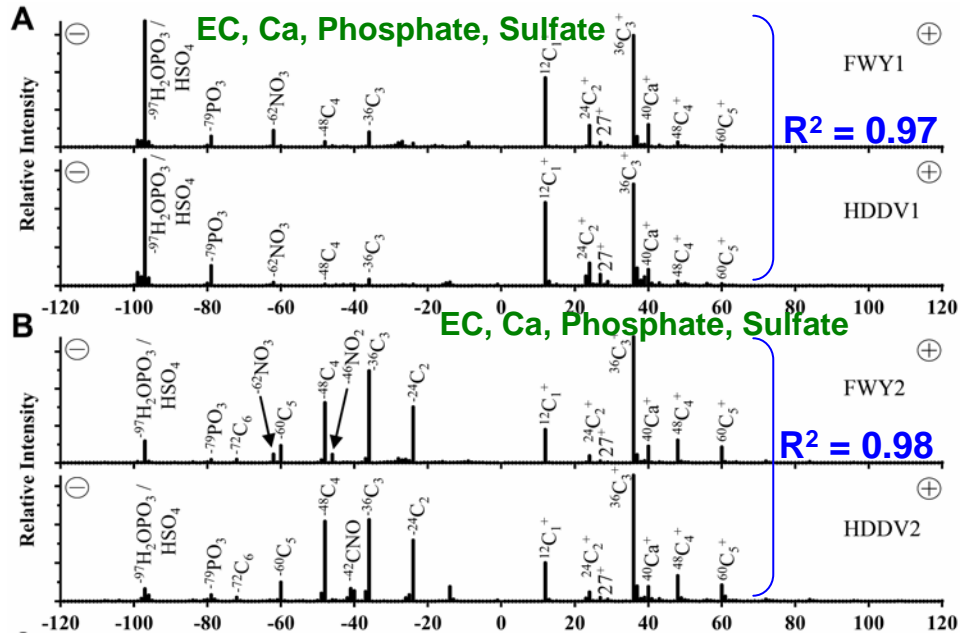 A
EC, Ca, Phosphate, Sulfate
⊖
⊕
Relative Intensity
-97H₂OPO₃ / HSO₄
-79PO₃
-62NO₃
-48C₄
-36C₃
¹²C₁⁺
²⁴C₂⁺
27⁺
³⁶C₃⁺
⁴⁰Ca⁺
⁴⁸C₄⁺
⁶⁰C₅⁺
FWY1
R² = 0.97
⊖
⊕
Relative Intensity
-97H₂OPO₃ / HSO₄
-79PO₃
-62NO₃
-48C₄
-36C₃
¹²C₁⁺
²⁴C₂⁺
27⁺
³⁶C₃⁺
⁴⁰Ca⁺
⁴⁸C₄⁺
⁶⁰C₅⁺
HDDV1
-120 -100 -80 -60 -40 -20 0 20 40 60 80 100 120
B
EC, Ca, Phosphate, Sulfate
⊖
⊕
Relative Intensity
-97H₂OPO₃ / HSO₄
-79PO₃
-72C₆
-62NO₃
-60C₅
-48C₄
-46NO₂
-36C₃
-24C₂
¹²C₁⁺
²⁴C₂⁺
27⁺
³⁶C₃⁺
⁴⁰Ca⁺
⁴⁸C₄⁺
⁶⁰C₅⁺
FWY2
R² = 0.98
⊖
⊕
Relative Intensity
-97H₂OPO₃ / HSO₄
-79PO₃
-72C₆
-60C₅
-48C₄
-42CNO
-36C₃
-24C₂
¹²C₁⁺
²⁴C₂⁺
27⁺
³⁶C₃⁺
⁴⁰Ca⁺
⁴⁸C₄⁺
⁶⁰C₅⁺
HDDV2
-120 -100 -80 -60 -40 -20 0 20 40 60 80 100 120